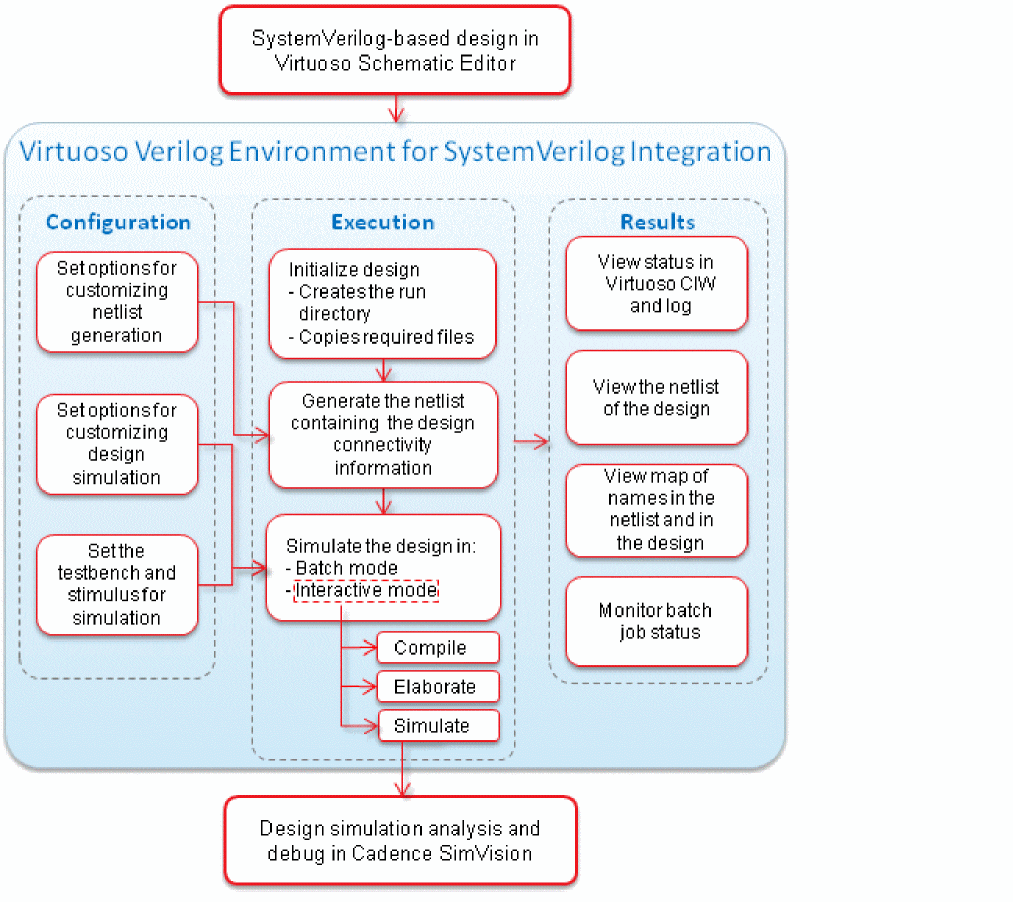 SystemVerilog-based design in
Virtuoso Schematic Editor
Virtuoso Verilog Environment for SystemVerilog Integration
Configuration
Set options for
customizing
netlist
generation
Set options for
customizing
design
simulation
Set the
testbench and
stimulus for
simulation
Execution
Initialize design
- Creates the run
directory
- Copies required files
Generate the netlist
containing the design
connectivity
information
Simulate the design in:
- Batch mode
- Interactive mode
Compile
Elaborate
Simulate
Results
View status in
Virtuoso CIW
and log
View the netlist
of the design
View map of
names in the
netlist and in
the design
Monitor batch
job status
Design simulation analysis and
debug in Cadence SimVision